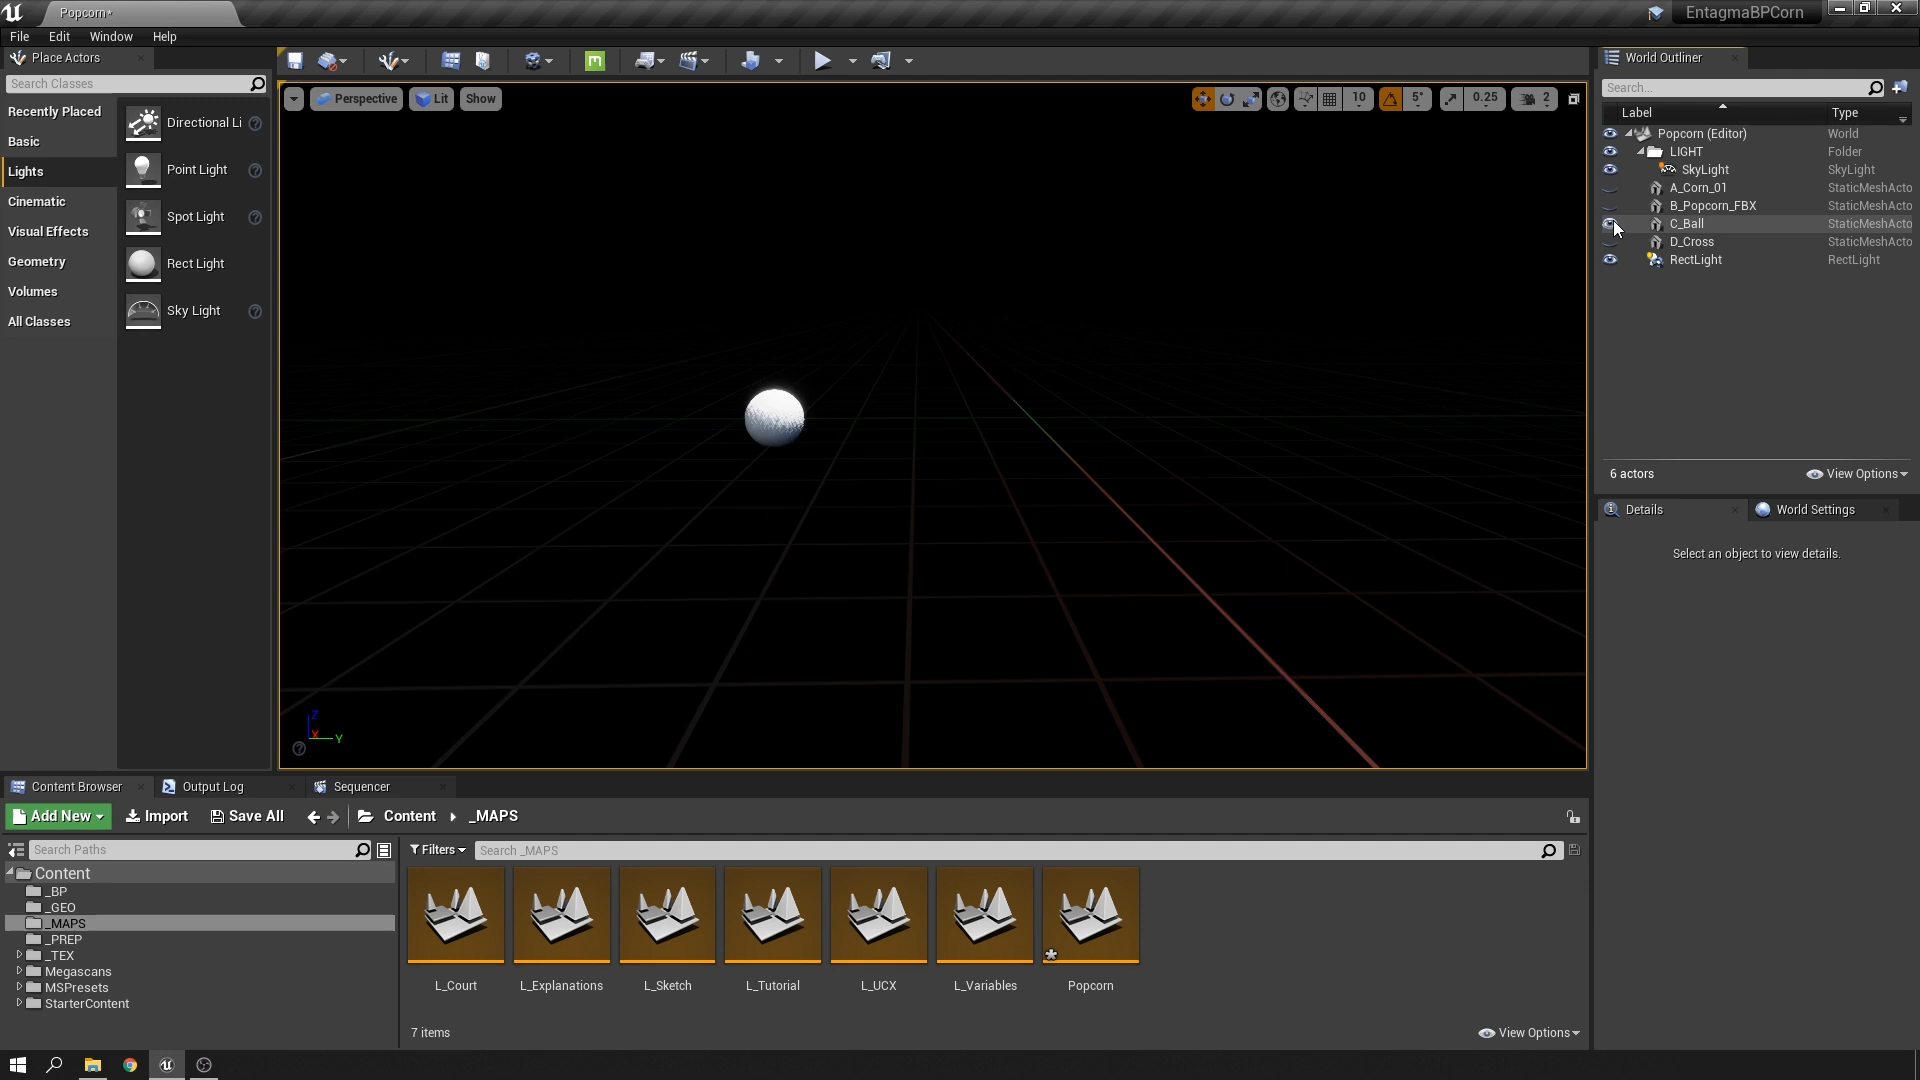 Popcorn*
EntagmaBPCorn
File Edit Window Help
Place Actors
Search Classes
Recently Placed
Basic
Lights
Cinematic
Visual Effects
Geometry
Volumes
All Classes
Directional Li
Point Light
Spot Light
Rect Light
Sky Light
Perspective Lit Show
10 5° 0.25 2
Z
X
Y
World Outliner
Search...
Label Type
Popcorn (Editor) World
LIGHT Folder
SkyLight SkyLight
A_Corn_01 StaticMeshActo
B_Popcorn_FBX StaticMeshActo
C_Ball StaticMeshActo
D_Cross StaticMeshActo
RectLight RectLight
6 actors View Options
Details World Settings
Select an object to view details.
Content Browser Output Log Sequencer
Add New Import Save All Content _MAPS
Search Paths
Content
_BP
_GEO
_MAPS
_PREP
_TEX
Megascans
MSPresets
StarterContent
Filters Search _MAPS
L_Court L_Explanations L_Sketch L_Tutorial L_UCX L_Variables Popcorn
7 items View Options